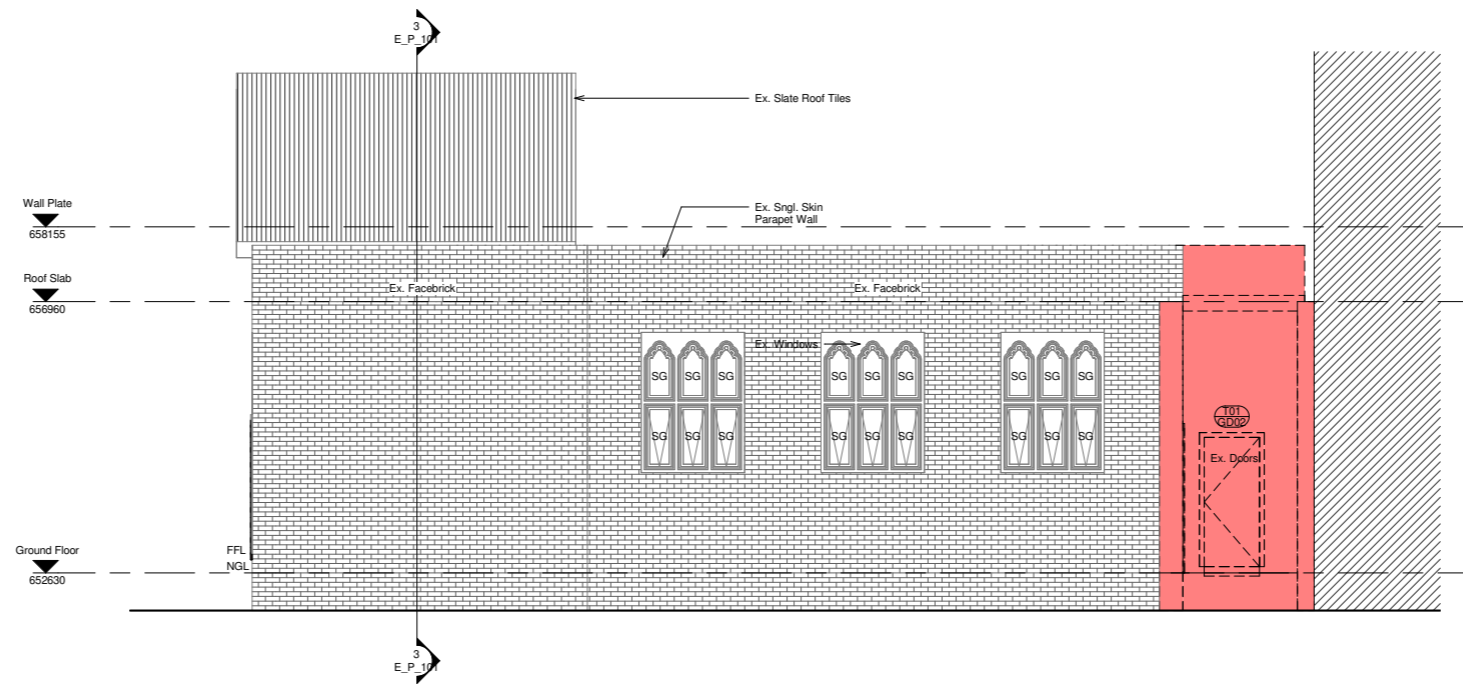 3
E_P_101
Ex. Slate Roof Tiles
Wall Plate
658155
Ex. Sngl. Skin
Parapet Wall
Roof Slab
656960
Ex. Facebrick
Ex. Facebrick
Ex. Windows
SG SG SG
SG SG SG
SG SG SG
SG SG SG
SG SG SG
SG SG SG
T01
GD02
Ex. Doors
Ground Floor
652630
FFL
NGL
3
E_P_101